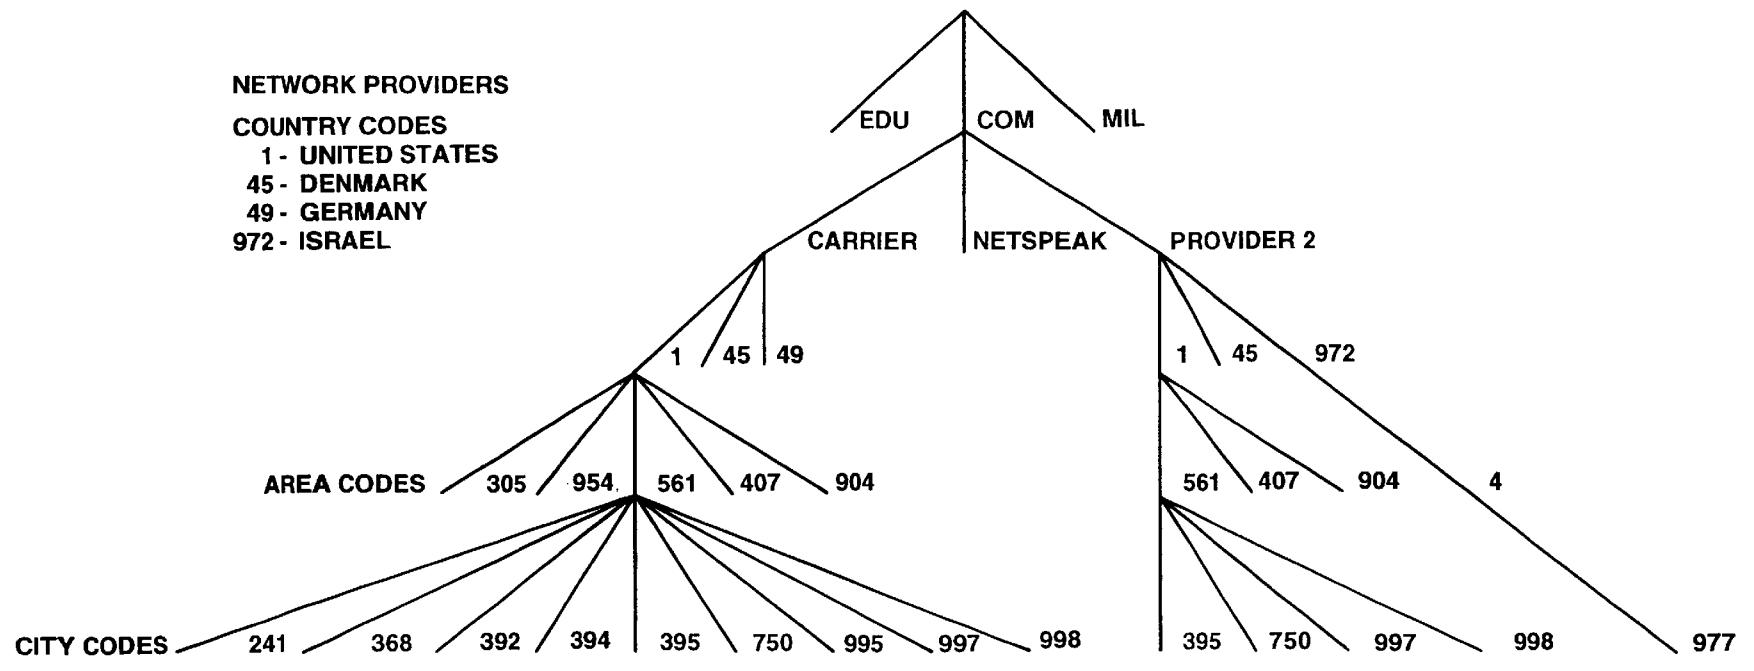 NETWORK PROVIDERS
COUNTRY CODES
1 - UNITED STATES
45 - DENMARK
49 - GERMANY
972 - ISRAEL
EDU COM MIL
CARRIER NETSPEAK PROVIDER 2
1 45 49 1 45 972
AREA CODES 305 954 561 407 904 561 407 904 4
CITY CODES 241 368 392 394 395 750 995 997 998 395 750 997 998 977